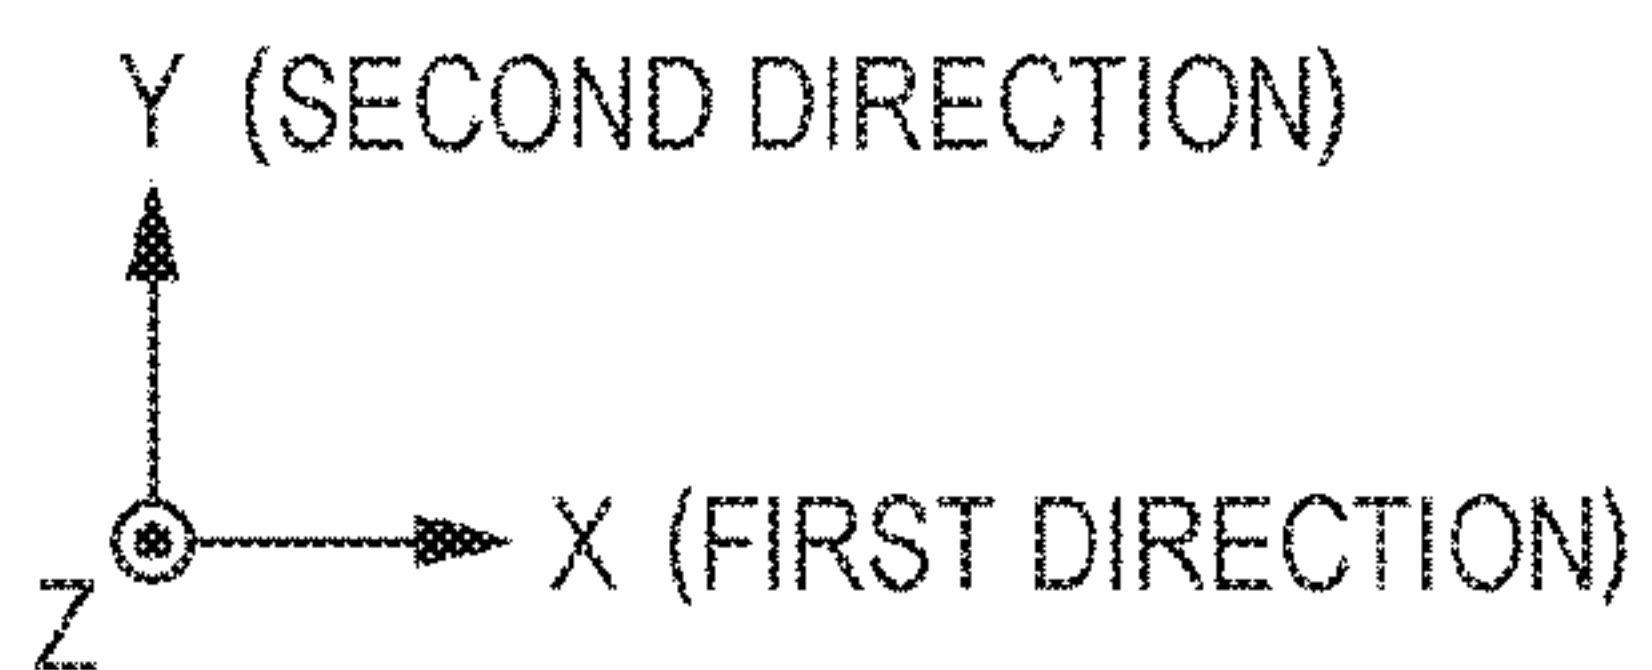 Y (SECOND DIRECTION)
X (FIRST DIRECTION)
Z